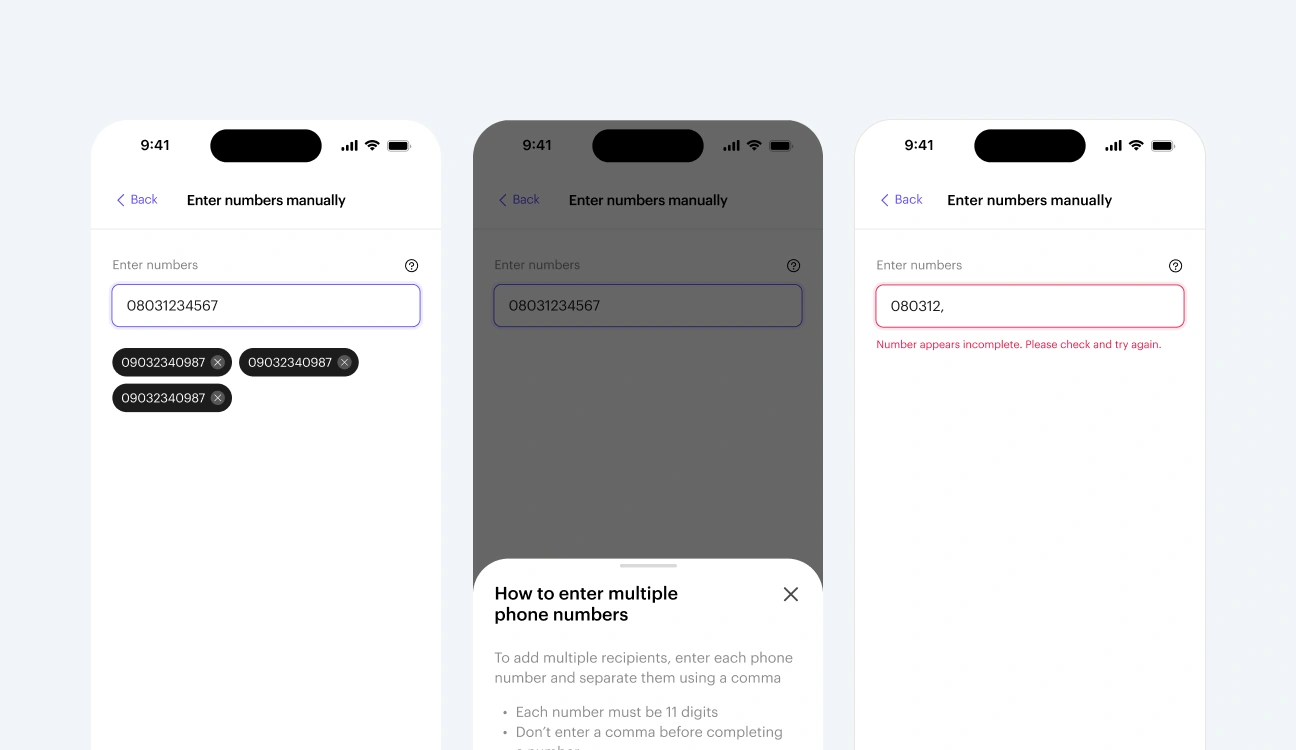 9:41
Back
Enter numbers manually
Enter numbers
08031234567
09032340987
09032340987
09032340987
9:41
Back
Enter numbers manually
Enter numbers
08031234567
How to enter multiple
phone numbers
To add multiple recipients, enter each phone
number and separate them using a comma
• Each number must be 11 digits
• Don’t enter a comma before completing
a number
9:41
Back
Enter numbers manually
Enter numbers
080312,
Number appears incomplete. Please check and try again.